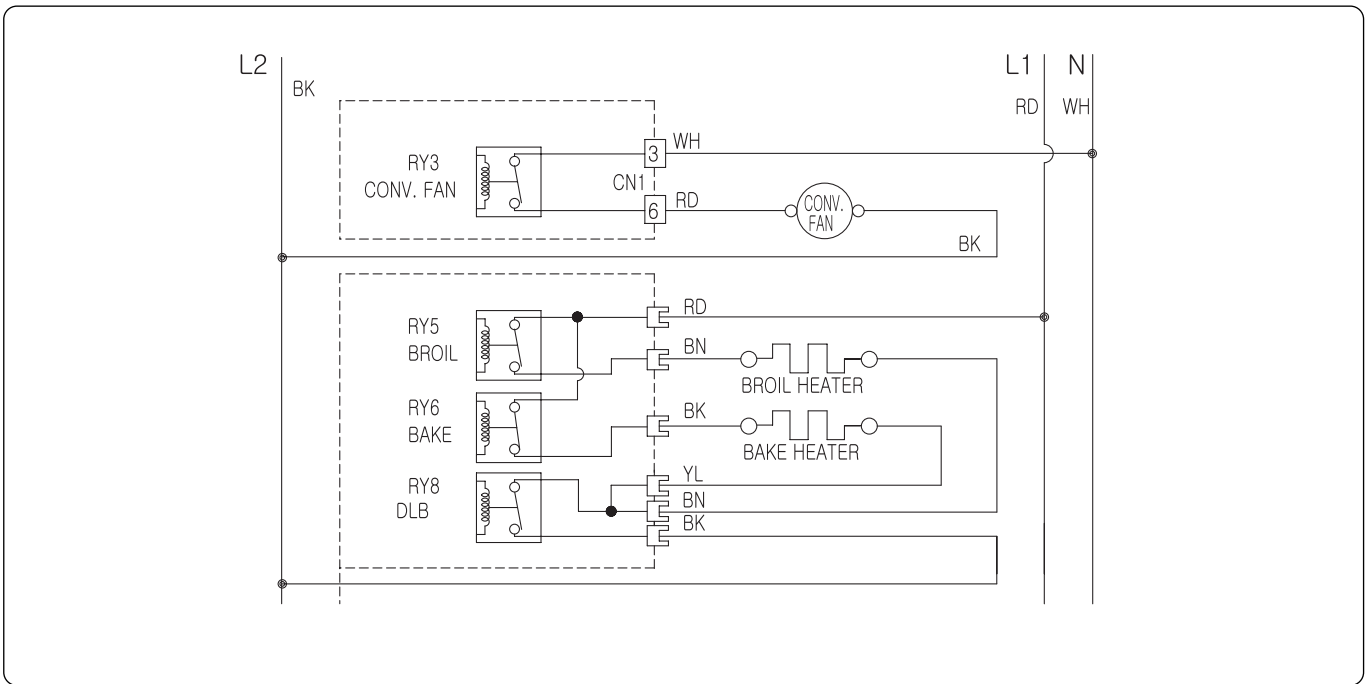 L2
L1
N
BK
RD
WH
RY3
CONV. FAN
3
WH
CN1
6
RD
CONV.
FAN
BK
RY5
BROIL
RD
BN
BROIL HEATER
RY6
BAKE
BK
BAKE HEATER
RY8
DLB
YL
BN
BK